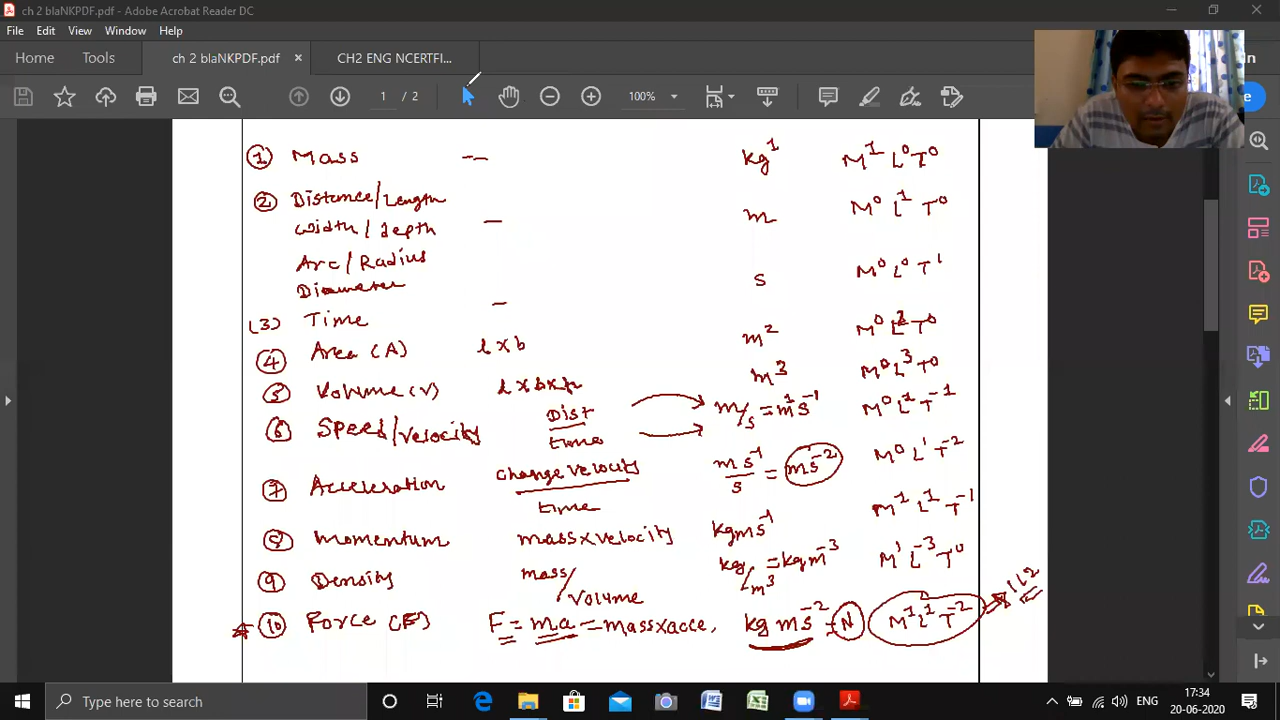 ch 2 blaNKPDF.pdf - Adobe Acrobat Reader DC
File Edit View Window Help
Home Tools ch 2 blaNKPDF.pdf × CH2 ENG NCERTFI...
1 / 2 100%
① Mass -- kg¹ M¹ L⁰ T⁰
② Distance/Length
Width/depth — m M⁰ L¹ T⁰
Arc/Radius
Diameter
(3) Time — s M⁰ L⁰ T¹
④ Area (A) l x b m² M⁰ L² T⁰
⑤ Volume (V) l x b x h m³ M⁰ L³ T⁰
⑥ Speed/Velocity Dist/time m/s = m¹s⁻¹ M⁰ L¹ T⁻¹
⑦ Acceleration change velocity/time ms⁻¹/s = ms⁻² M⁰ L¹ T⁻²
⑧ Momentum mass x velocity kgms⁻¹ M¹ L¹ T⁻¹
⑨ Density mass/volume kg/m³ = kgm⁻³ M¹ L⁻³ T⁰
⑩ Force (F) F = ma = mass x acce. kg ms⁻² = N M¹ L¹ T⁻²
Type here to search
ENG
17:34
20-06-2020